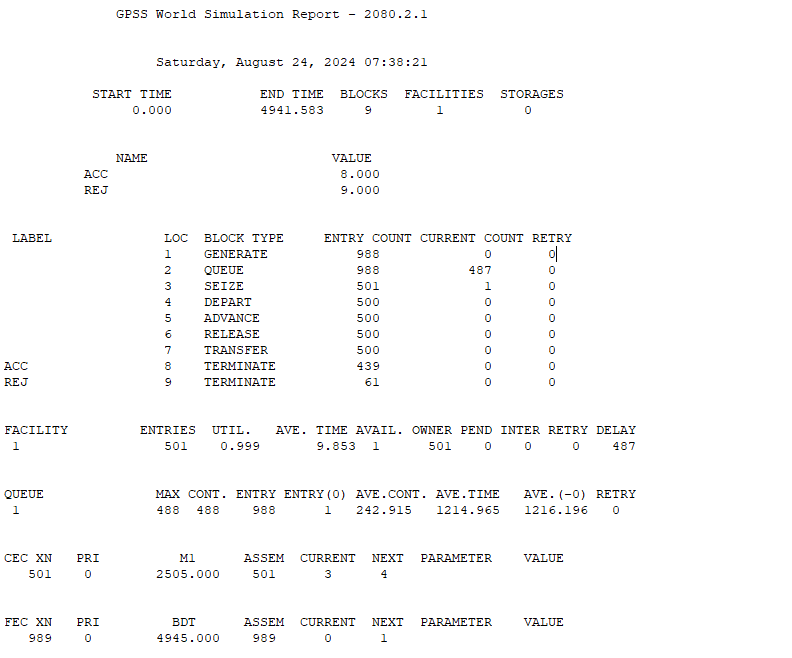 GPSS World Simulation Report - 2080.2.1
Saturday, August 24, 2024 07:38:21
START TIME END TIME BLOCKS FACILITIES STORAGES
0.000 4941.583 9 1 0
NAME VALUE
ACC 8.000
REJ 9.000
LABEL LOC BLOCK TYPE ENTRY COUNT CURRENT COUNT RETRY
1 GENERATE 988 0 0
2 QUEUE 988 487 0
3 SEIZE 501 1 0
4 DEPART 500 0 0
5 ADVANCE 500 0 0
6 RELEASE 500 0 0
7 TRANSFER 500 0 0
ACC 8 TERMINATE 439 0 0
REJ 9 TERMINATE 61 0 0
FACILITY ENTRIES UTIL. AVE. TIME AVAIL. OWNER PEND INTER RETRY DELAY
1 501 0.999 9.853 1 501 0 0 0 487
QUEUE MAX CONT. ENTRY ENTRY(0) AVE.CONT. AVE.TIME AVE.(-0) RETRY
1 488 488 988 1 242.915 1214.965 1216.196 0
CEC XN PRI M1 ASSEM CURRENT NEXT PARAMETER VALUE
501 0 2505.000 501 3 4
FEC XN PRI BDT ASSEM CURRENT NEXT PARAMETER VALUE
989 0 4945.000 989 0 1